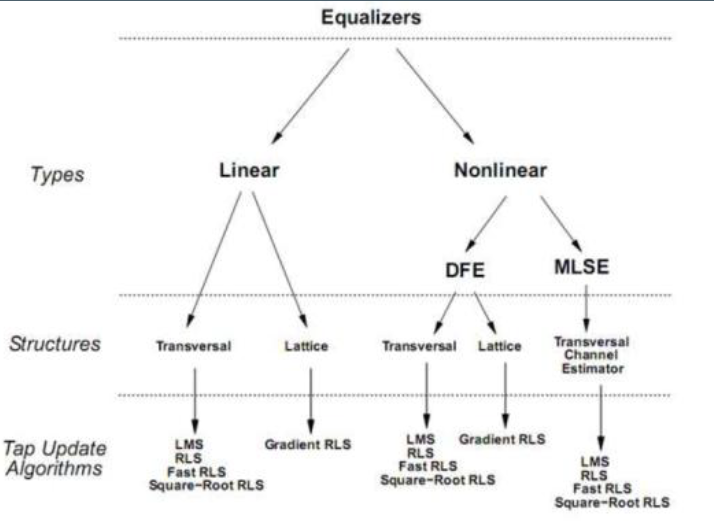 Equalizers
Types
Linear
Nonlinear
DFE
MLSE
Structures
Transversal
Lattice
Transversal
Lattice
Transversal
Channel
Estimator
Tap Update
Algorithms
LMS
RLS
Fast RLS
Square-Root RLS
Gradient RLS
LMS
RLS
Fast RLS
Square-Root RLS
Gradient RLS
LMS
RLS
Fast RLS
Square-Root RLS